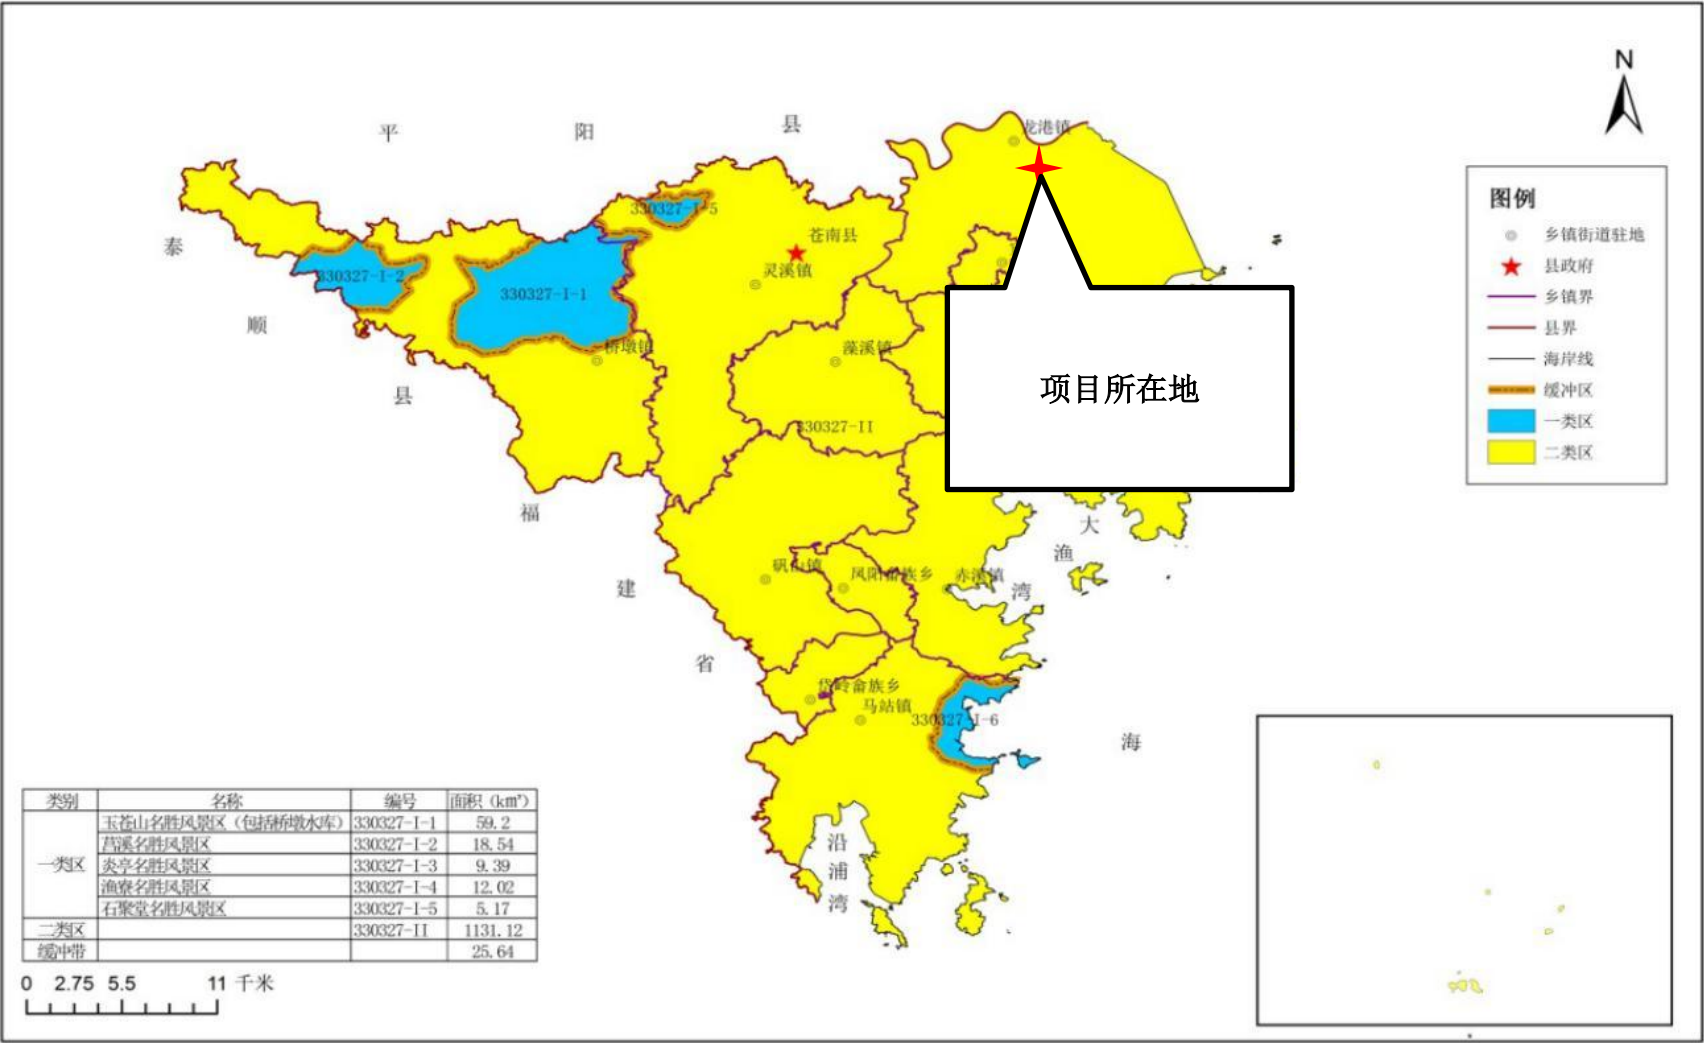 N
平 阳 县
泰 顺 县
福 建 省
龙港镇
330327-I-5
苍南县
灵溪镇
330327-I-2
330327-I-1
桥墩镇
藻溪镇
330327-II
项目所在地
大 渔 湾
矾山镇
凤阳畲族乡
赤溪镇
岱岭畲族乡
马站镇
330327-I-6
海
沿 浦 湾
图例
乡镇街道驻地
县政府
乡镇界
县界
海岸线
缓冲区
一类区
二类区
类别 名称 编号 面积（km²）
一类区 玉苍山名胜风景区（包括桥墩水库） 330327-I-1 59.2
莒溪名胜风景区 330327-I-2 18.54
炎亭名胜风景区 330327-I-3 9.39
渔寮名胜风景区 330327-I-4 12.02
石聚堂名胜风景区 330327-I-5 5.17
二类区 330327-II 1131.12
缓冲带 25.64
0 2.75 5.5 11 千米